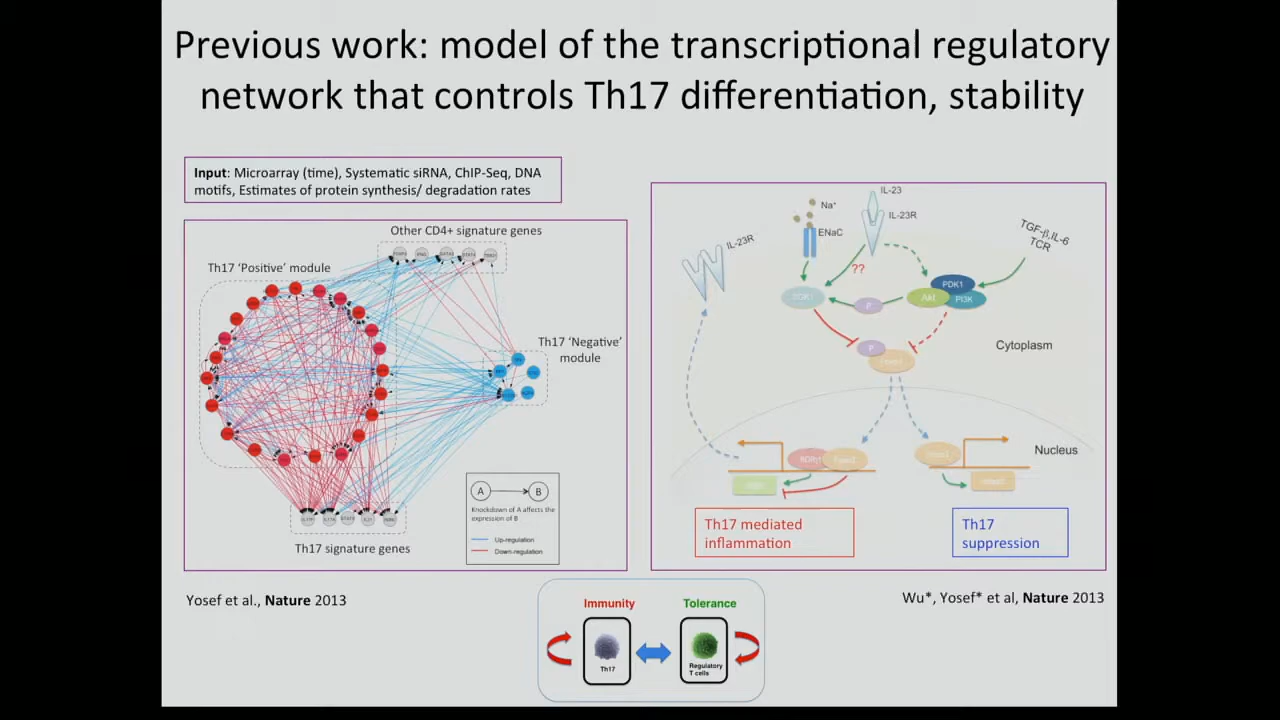 Previous work: model of the transcriptional regulatory
network that controls Th17 differentiation, stability
Input: Microarray (time), Systematic siRNA, ChIP-Seq, DNA
motifs, Estimates of protein synthesis/ degradation rates
Other CD4+ signature genes
Th17 'Positive' module
Th17 'Negative'
module
A
B
Knockdown of A affects the
expression of B
Up-regulation
Down-regulation
Th17 signature genes
Yosef et al., Nature 2013
IL-23
Na+
IL-23R
ENaC
IL-23R
TGF-β,IL-6
TCR
??
PDK1
Akt
PI3K
P
P
Cytoplasm
Nucleus
Th17 mediated
inflammation
Th17
suppression
Wu*, Yosef* et al, Nature 2013
Immunity
Tolerance
Th17
Regulatory
T cells